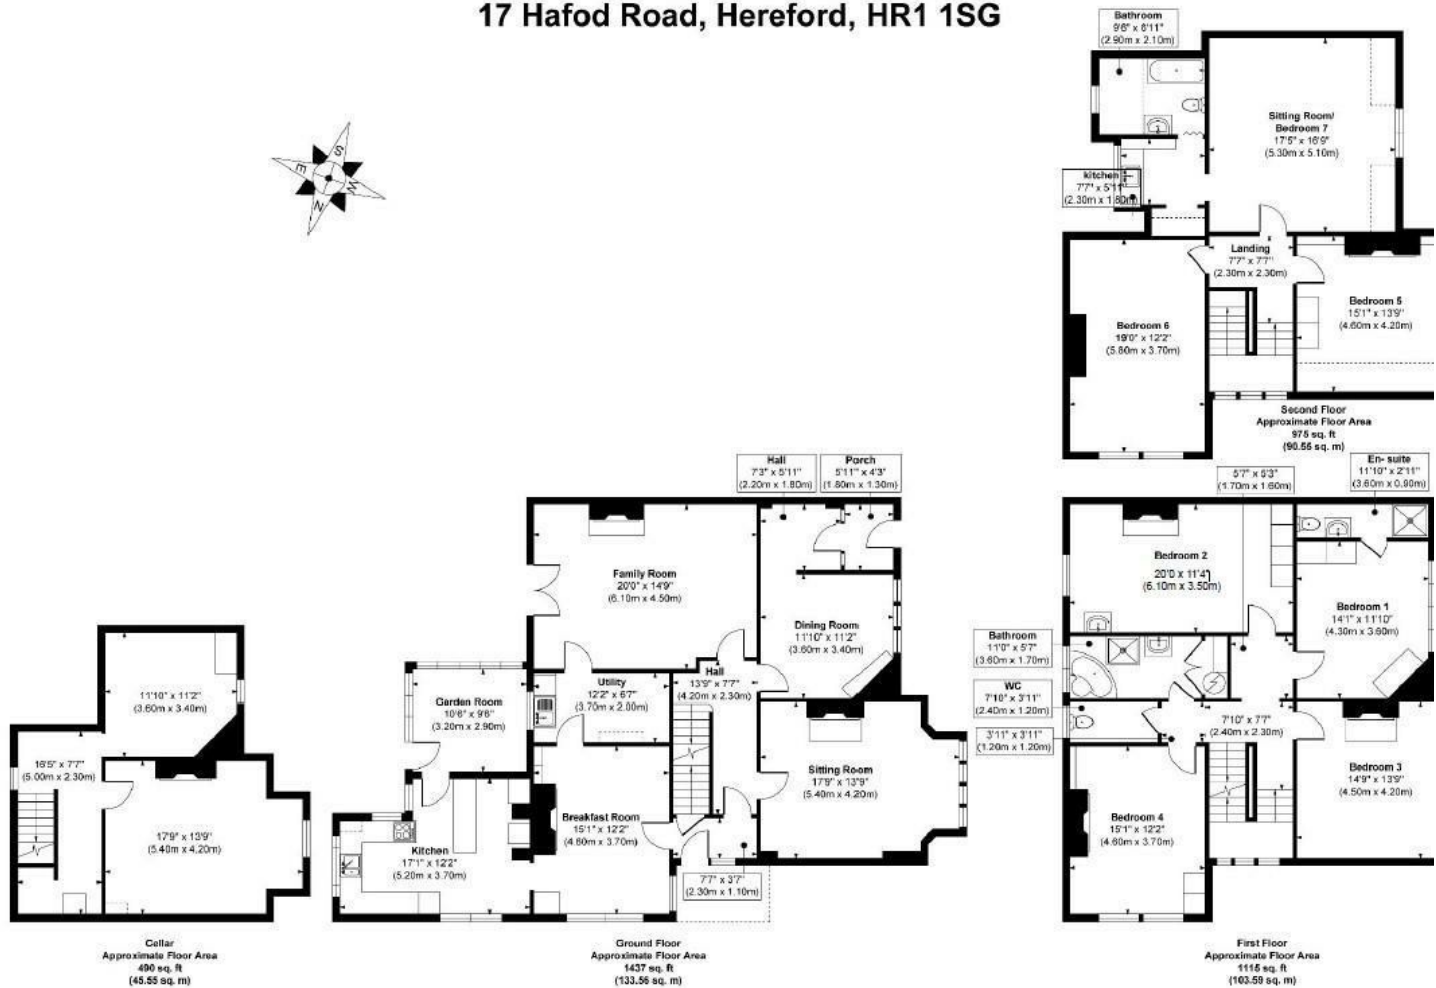 17 Hafod Road, Hereford, HR1 1SG
S
E
W
N
Bathroom
9'6" x 6'11"
(2.90m x 2.10m)
Sitting Room/
Bedroom 7
17'5" x 16'9"
(5.30m x 5.10m)
kitchen
7'7" x 5'11"
(2.30m x 1.80m)
Landing
7'7" x 7'7"
(2.30m x 2.30m)
Bedroom 5
15'1" x 13'9"
(4.60m x 4.20m)
Bedroom 6
19'0" x 12'2"
(5.80m x 3.70m)
Second Floor
Approximate Floor Area
975 sq. ft
(90.56 sq. m)
Hall
7'3" x 5'11"
(2.20m x 1.80m)
Porch
5'11" x 4'3"
(1.80m x 1.30m)
Family Room
20'0" x 14'9"
(6.10m x 4.50m)
Dining Room
11'10" x 11'2"
(3.60m x 3.40m)
Hall
13'9" x 7'7"
(4.20m x 2.30m)
Utility
12'2" x 6'7"
(3.70m x 2.00m)
Garden Room
10'6" x 9'6"
(3.20m x 2.90m)
Sitting Room
17'9" x 13'9"
(5.40m x 4.20m)
Breakfast Room
15'1" x 12'2"
(4.60m x 3.70m)
Kitchen
17'1" x 12'2"
(5.20m x 3.70m)
7'7" x 3'7"
(2.30m x 1.10m)
Ground Floor
Approximate Floor Area
1437 sq. ft
(133.56 sq. m)
11'10" x 11'2"
(3.60m x 3.40m)
16'5" x 7'7"
(5.00m x 2.30m)
17'9" x 13'9"
(5.40m x 4.20m)
Cellar
Approximate Floor Area
490 sq. ft
(45.55 sq. m)
5'7" x 5'3"
(1.70m x 1.60m)
En- suite
11'10" x 2'11"
(3.60m x 0.90m)
Bedroom 2
20'0 x 11'4"
(6.10m x 3.50m)
Bedroom 1
14'1" x 11'10"
(4.30m x 3.60m)
Bathroom
11'0" x 5'7"
(3.60m x 1.70m)
WC
7'10" x 3'11"
(2.40m x 1.20m)
3'11" x 3'11"
(1.20m x 1.20m)
7'10" x 7'7"
(2.40m x 2.30m)
Bedroom 3
14'9" x 13'9"
(4.50m x 4.20m)
Bedroom 4
15'1" x 12'2"
(4.60m x 3.70m)
First Floor
Approximate Floor Area
1115 sq. ft
(103.59 sq. m)